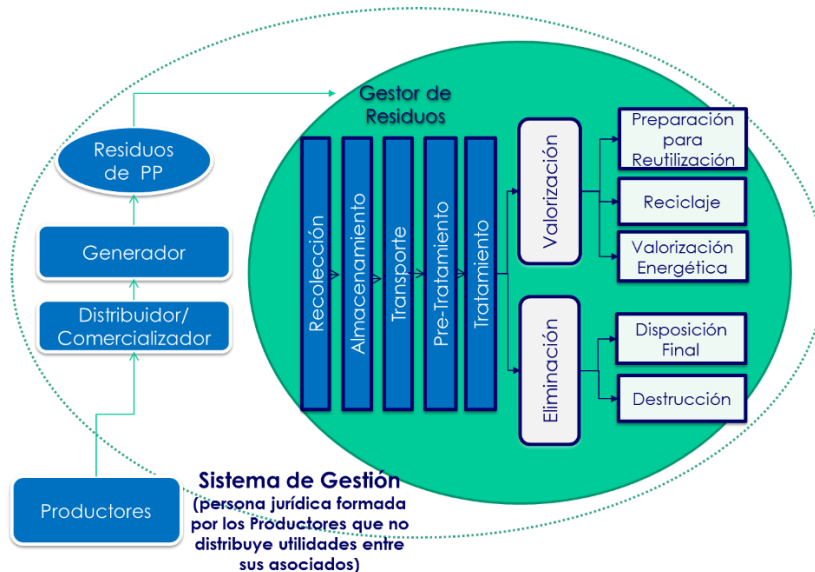 Gestor de
Residuos
Residuos
de PP
Generador
Distribuidor/
Comercializador
Productores
Recolección
Almacenamiento
Transporte
Pre-Tratamiento
Tratamiento
Valorización
Eliminación
Preparación
para
Reutilización
Reciclaje
Valorización
Energética
Disposición
Final
Destrucción
Sistema de Gestión
(persona jurídica formada
por los Productores que no
distribuye utilidades entre
sus asociados)